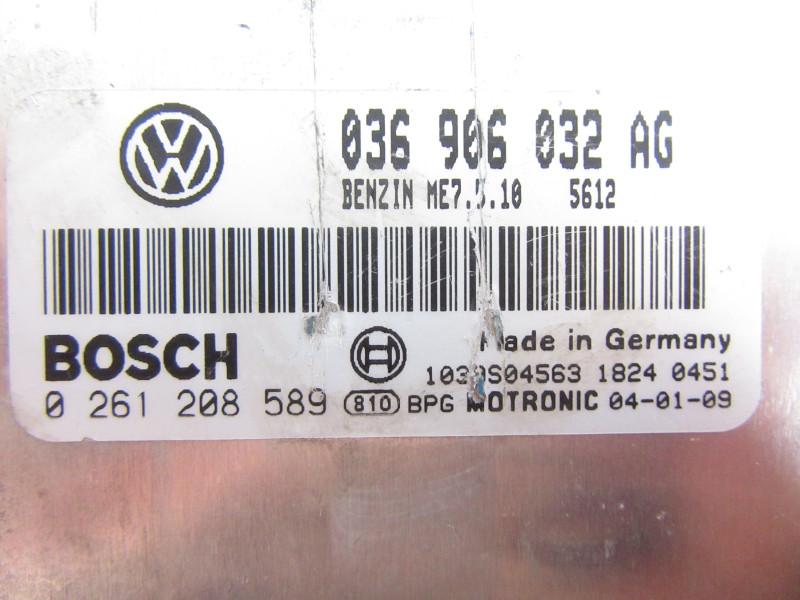 036 906 032 AG
BENZIN ME7.5.10 5612
BOSCH
Made in Germany
1824 0451
0 261 208 589 810 BPG MOTRONIC 04-01-09